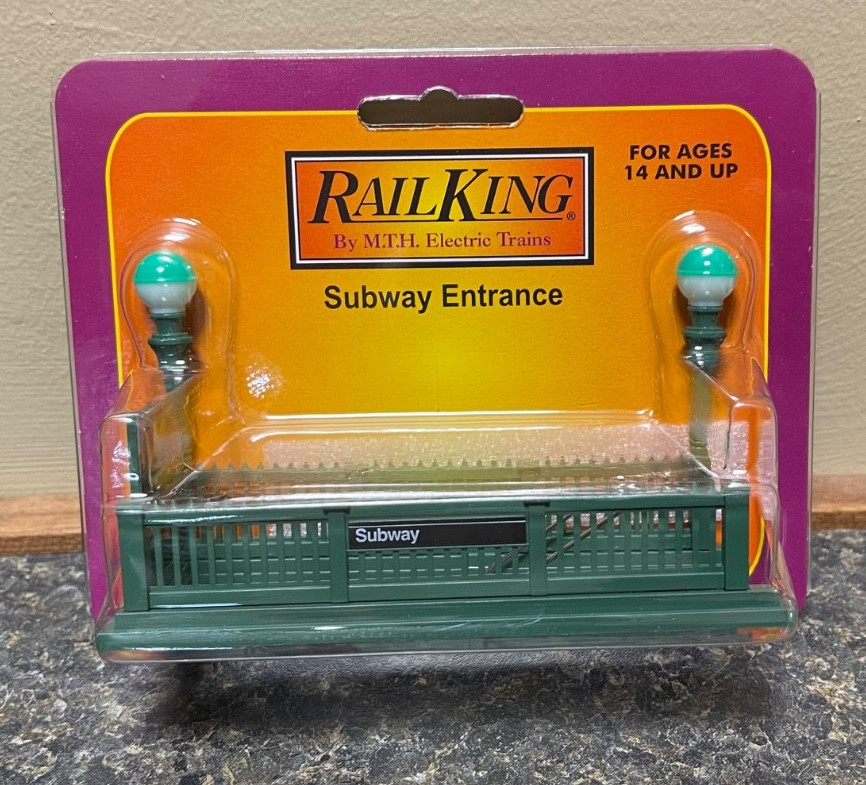 FOR AGES
14 AND UP
RAILKING®
By M.T.H. Electric Trains
Subway Entrance
Subway